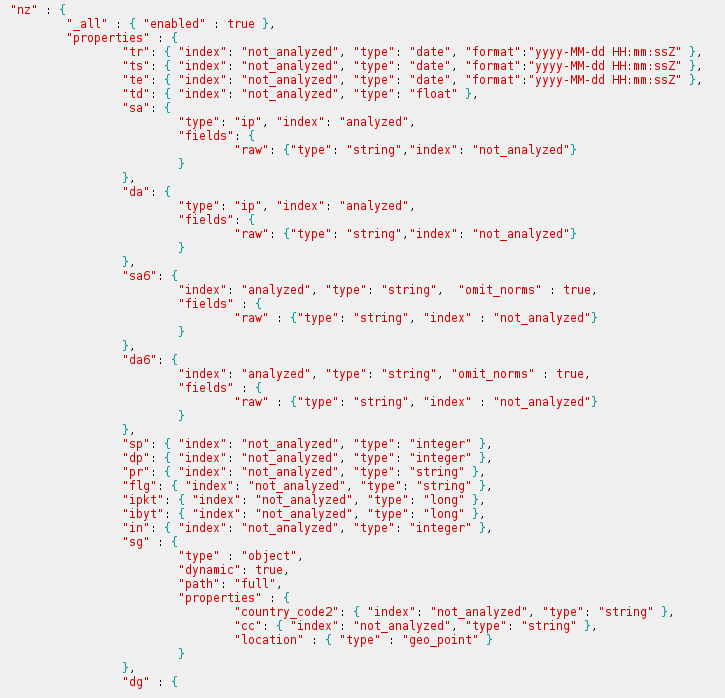 "nz" : {
"_all" : { "enabled" : true },
"properties" : {
"tr": { "index": "not_analyzed", "type": "date", "format":"yyyy-MM-dd HH:mm:ssZ" },
"ts": { "index": "not_analyzed", "type": "date", "format":"yyyy-MM-dd HH:mm:ssZ" },
"te": { "index": "not_analyzed", "type": "date", "format":"yyyy-MM-dd HH:mm:ssZ" },
"td": { "index": "not_analyzed", "type": "float" },
"sa": {
"type": "ip", "index": "analyzed",
"fields": {
"raw": {"type": "string","index": "not_analyzed"}
}
},
"da": {
"type": "ip", "index": "analyzed",
"fields": {
"raw": {"type": "string","index": "not_analyzed"}
}
},
"sa6": {
"index": "analyzed", "type": "string",  "omit_norms" : true,
"fields" : {
"raw" : {"type": "string", "index" : "not_analyzed"}
}
},
"da6": {
"index": "analyzed", "type": "string", "omit_norms" : true,
"fields" : {
"raw" : {"type": "string", "index" : "not_analyzed"}
}
},
"sp": { "index": "not_analyzed", "type": "integer" },
"dp": { "index": "not_analyzed", "type": "integer" },
"pr": { "index": "not_analyzed", "type": "string" },
"flg": { "index": "not_analyzed", "type": "string" },
"ipkt": { "index": "not_analyzed", "type": "long" },
"ibyt": { "index": "not_analyzed", "type": "long" },
"in": { "index": "not_analyzed", "type": "integer" },
"sg" : {
"type" : "object",
"dynamic": true,
"path": "full",
"properties" : {
"country_code2": { "index": "not_analyzed", "type": "string" },
"cc": { "index": "not_analyzed", "type": "string" },
"location" : { "type" : "geo_point" }
}
},
"dg" : {